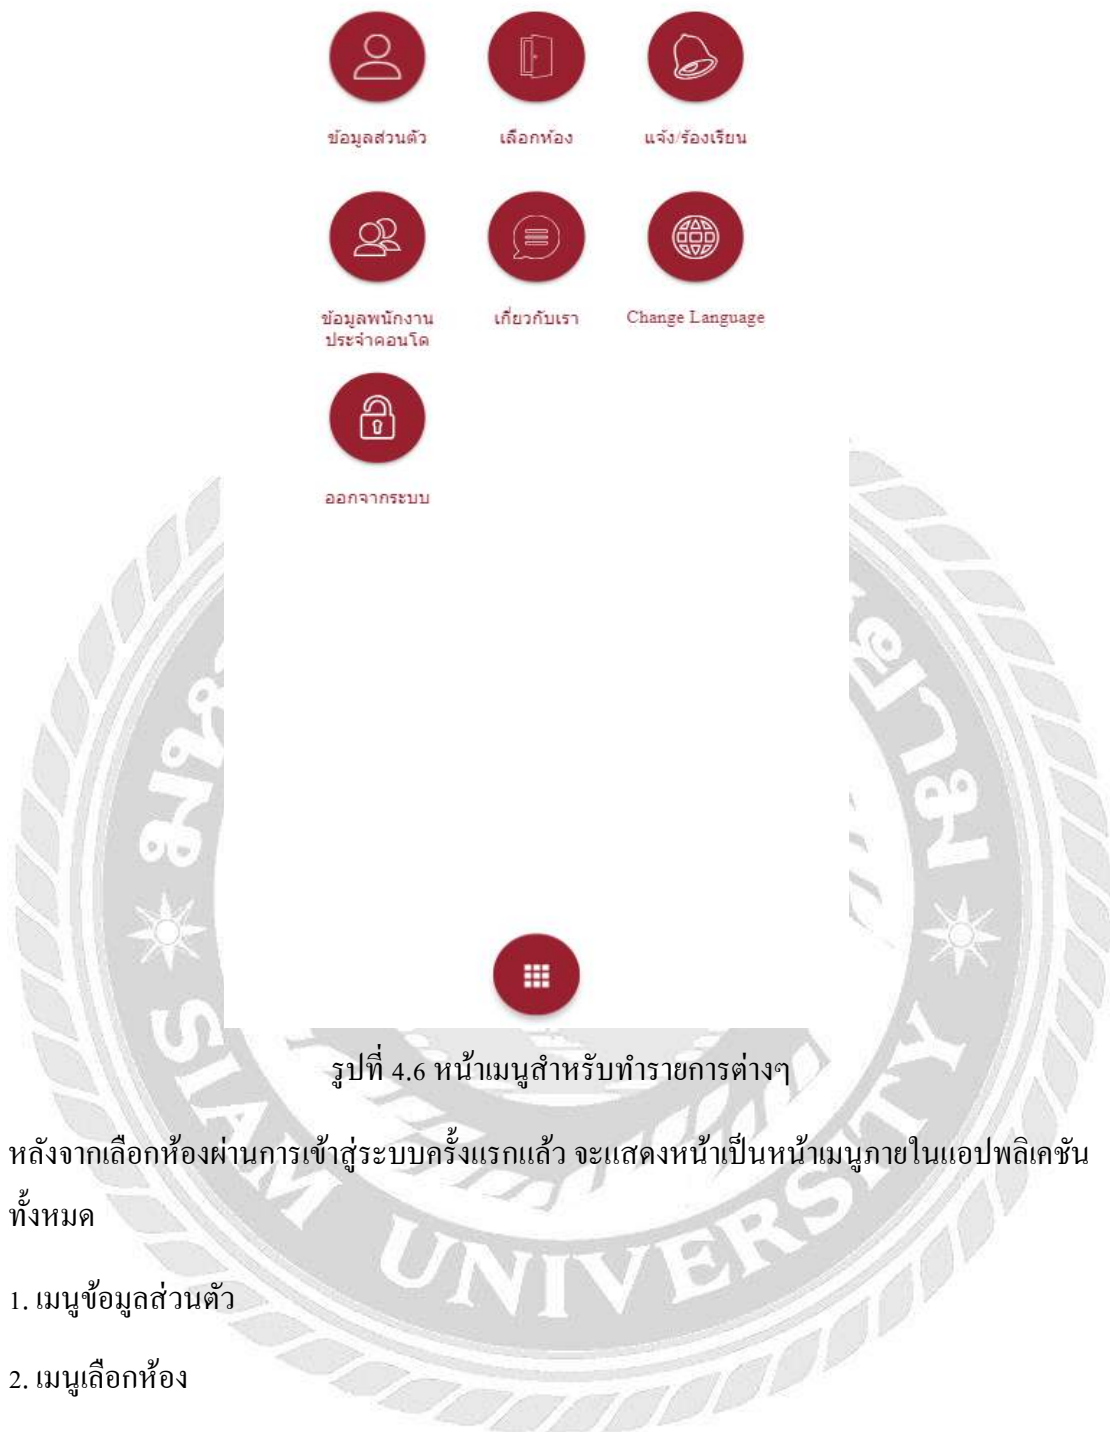 ข้อมูลส่วนตัว
เลือกห้อง
แจ้ง/ร้องเรียน
ข้อมูลพนักงาน
ประจำคอนโด
เกี่ยวกับเรา
Change Language
ออกจากระบบ
รูปที่ 4.6 หน้าเมนูสำหรับทำรายการต่างๆ
หลังจากเลือกห้องผ่านการเข้าสู่ระบบครั้งแรกแล้ว จะแสดงหน้าเป็นหน้าเมนูภายในแอปพลิเคชัน
ทั้งหมด
1. เมนูข้อมูลส่วนตัว
2. เมนูเลือกห้อง
SIAM UNIVERSITY